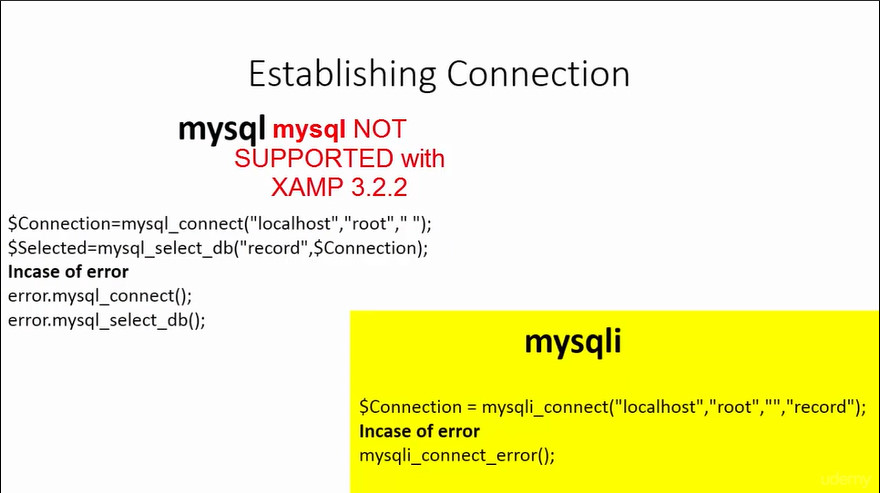 Establishing Connection
mysql mysql NOT
SUPPORTED with
XAMP 3.2.2
$Connection=mysql_connect("localhost","root"," ");
$Selected=mysql_select_db("record",$Connection);
Incase of error
error.mysql_connect();
error.mysql_select_db();
mysqli
$Connection = mysqli_connect("localhost","root","","record");
Incase of error
mysqli_connect_error();
udemy